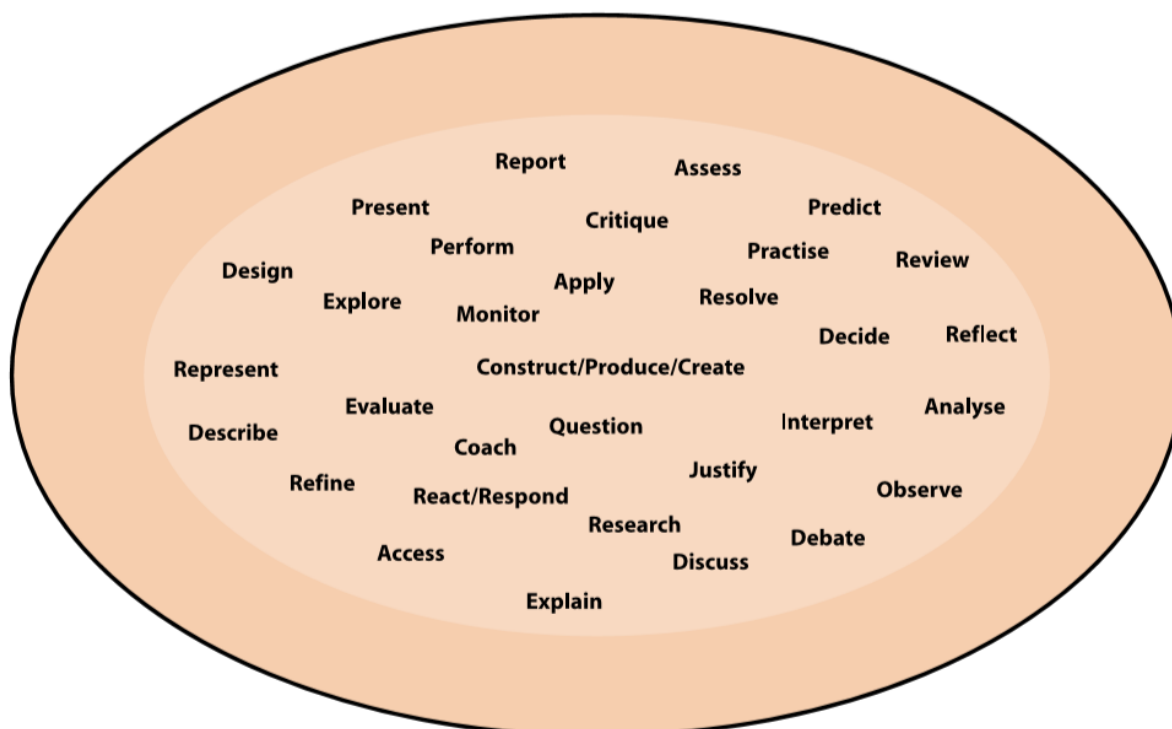 Report
Assess
Present
Predict
Critique
Perform
Practise
Review
Design
Apply
Explore
Resolve
Monitor
Decide
Reflect
Represent
Construct/Produce/Create
Evaluate
Analyse
Describe
Question
Interpret
Coach
Justify
Refine
React/Respond
Observe
Research
Debate
Access
Discuss
Explain